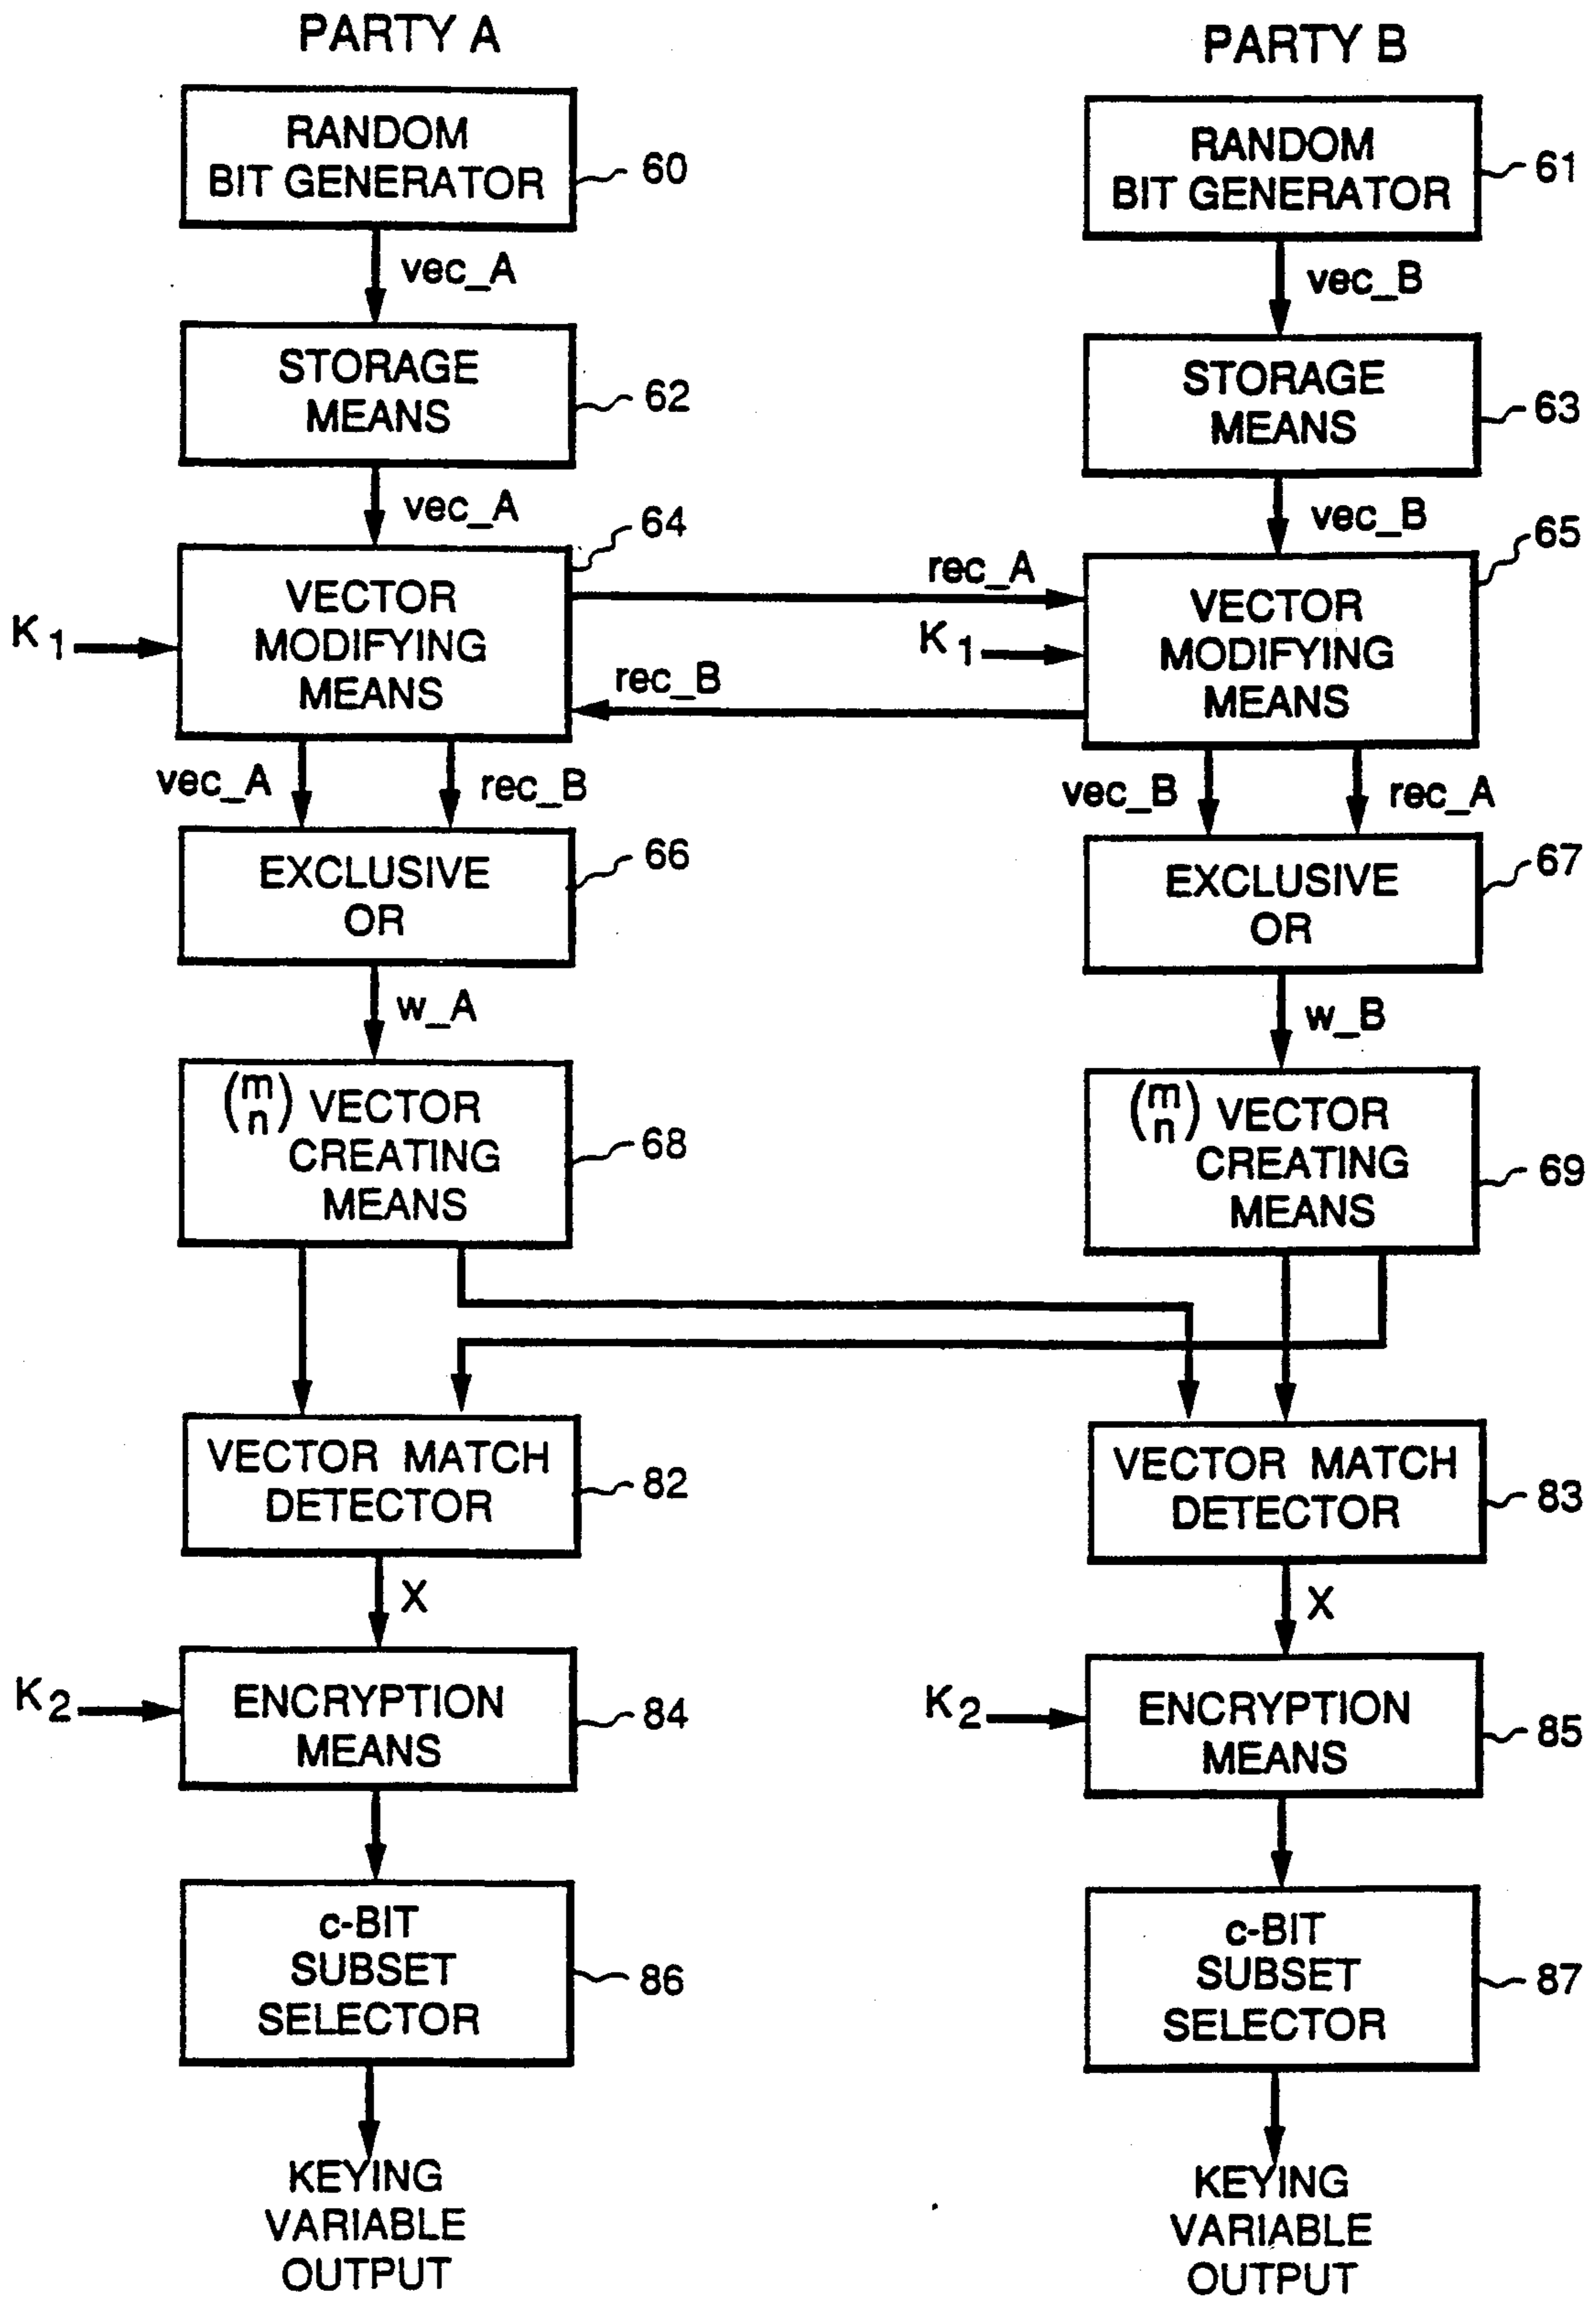 PARTY A
RANDOM
BIT GENERATOR
60
vec_A
STORAGE
MEANS
62
vec_A
64
K1
VECTOR
MODIFYING
MEANS
rec_A
rec_B
vec_A
rec_B
EXCLUSIVE
OR
66
w_A
(m n) VECTOR
CREATING
MEANS
68
VECTOR MATCH
DETECTOR
82
X
K2
ENCRYPTION
MEANS
84
c-BIT
SUBSET
SELECTOR
86
KEYING
VARIABLE
OUTPUT
PARTY B
RANDOM
BIT GENERATOR
61
vec_B
STORAGE
MEANS
63
vec_B
65
K1
VECTOR
MODIFYING
MEANS
vec_B
rec_A
EXCLUSIVE
OR
67
w_B
(m n) VECTOR
CREATING
MEANS
69
VECTOR MATCH
DETECTOR
83
X
K2
ENCRYPTION
MEANS
85
c-BIT
SUBSET
SELECTOR
87
KEYING
VARIABLE
OUTPUT